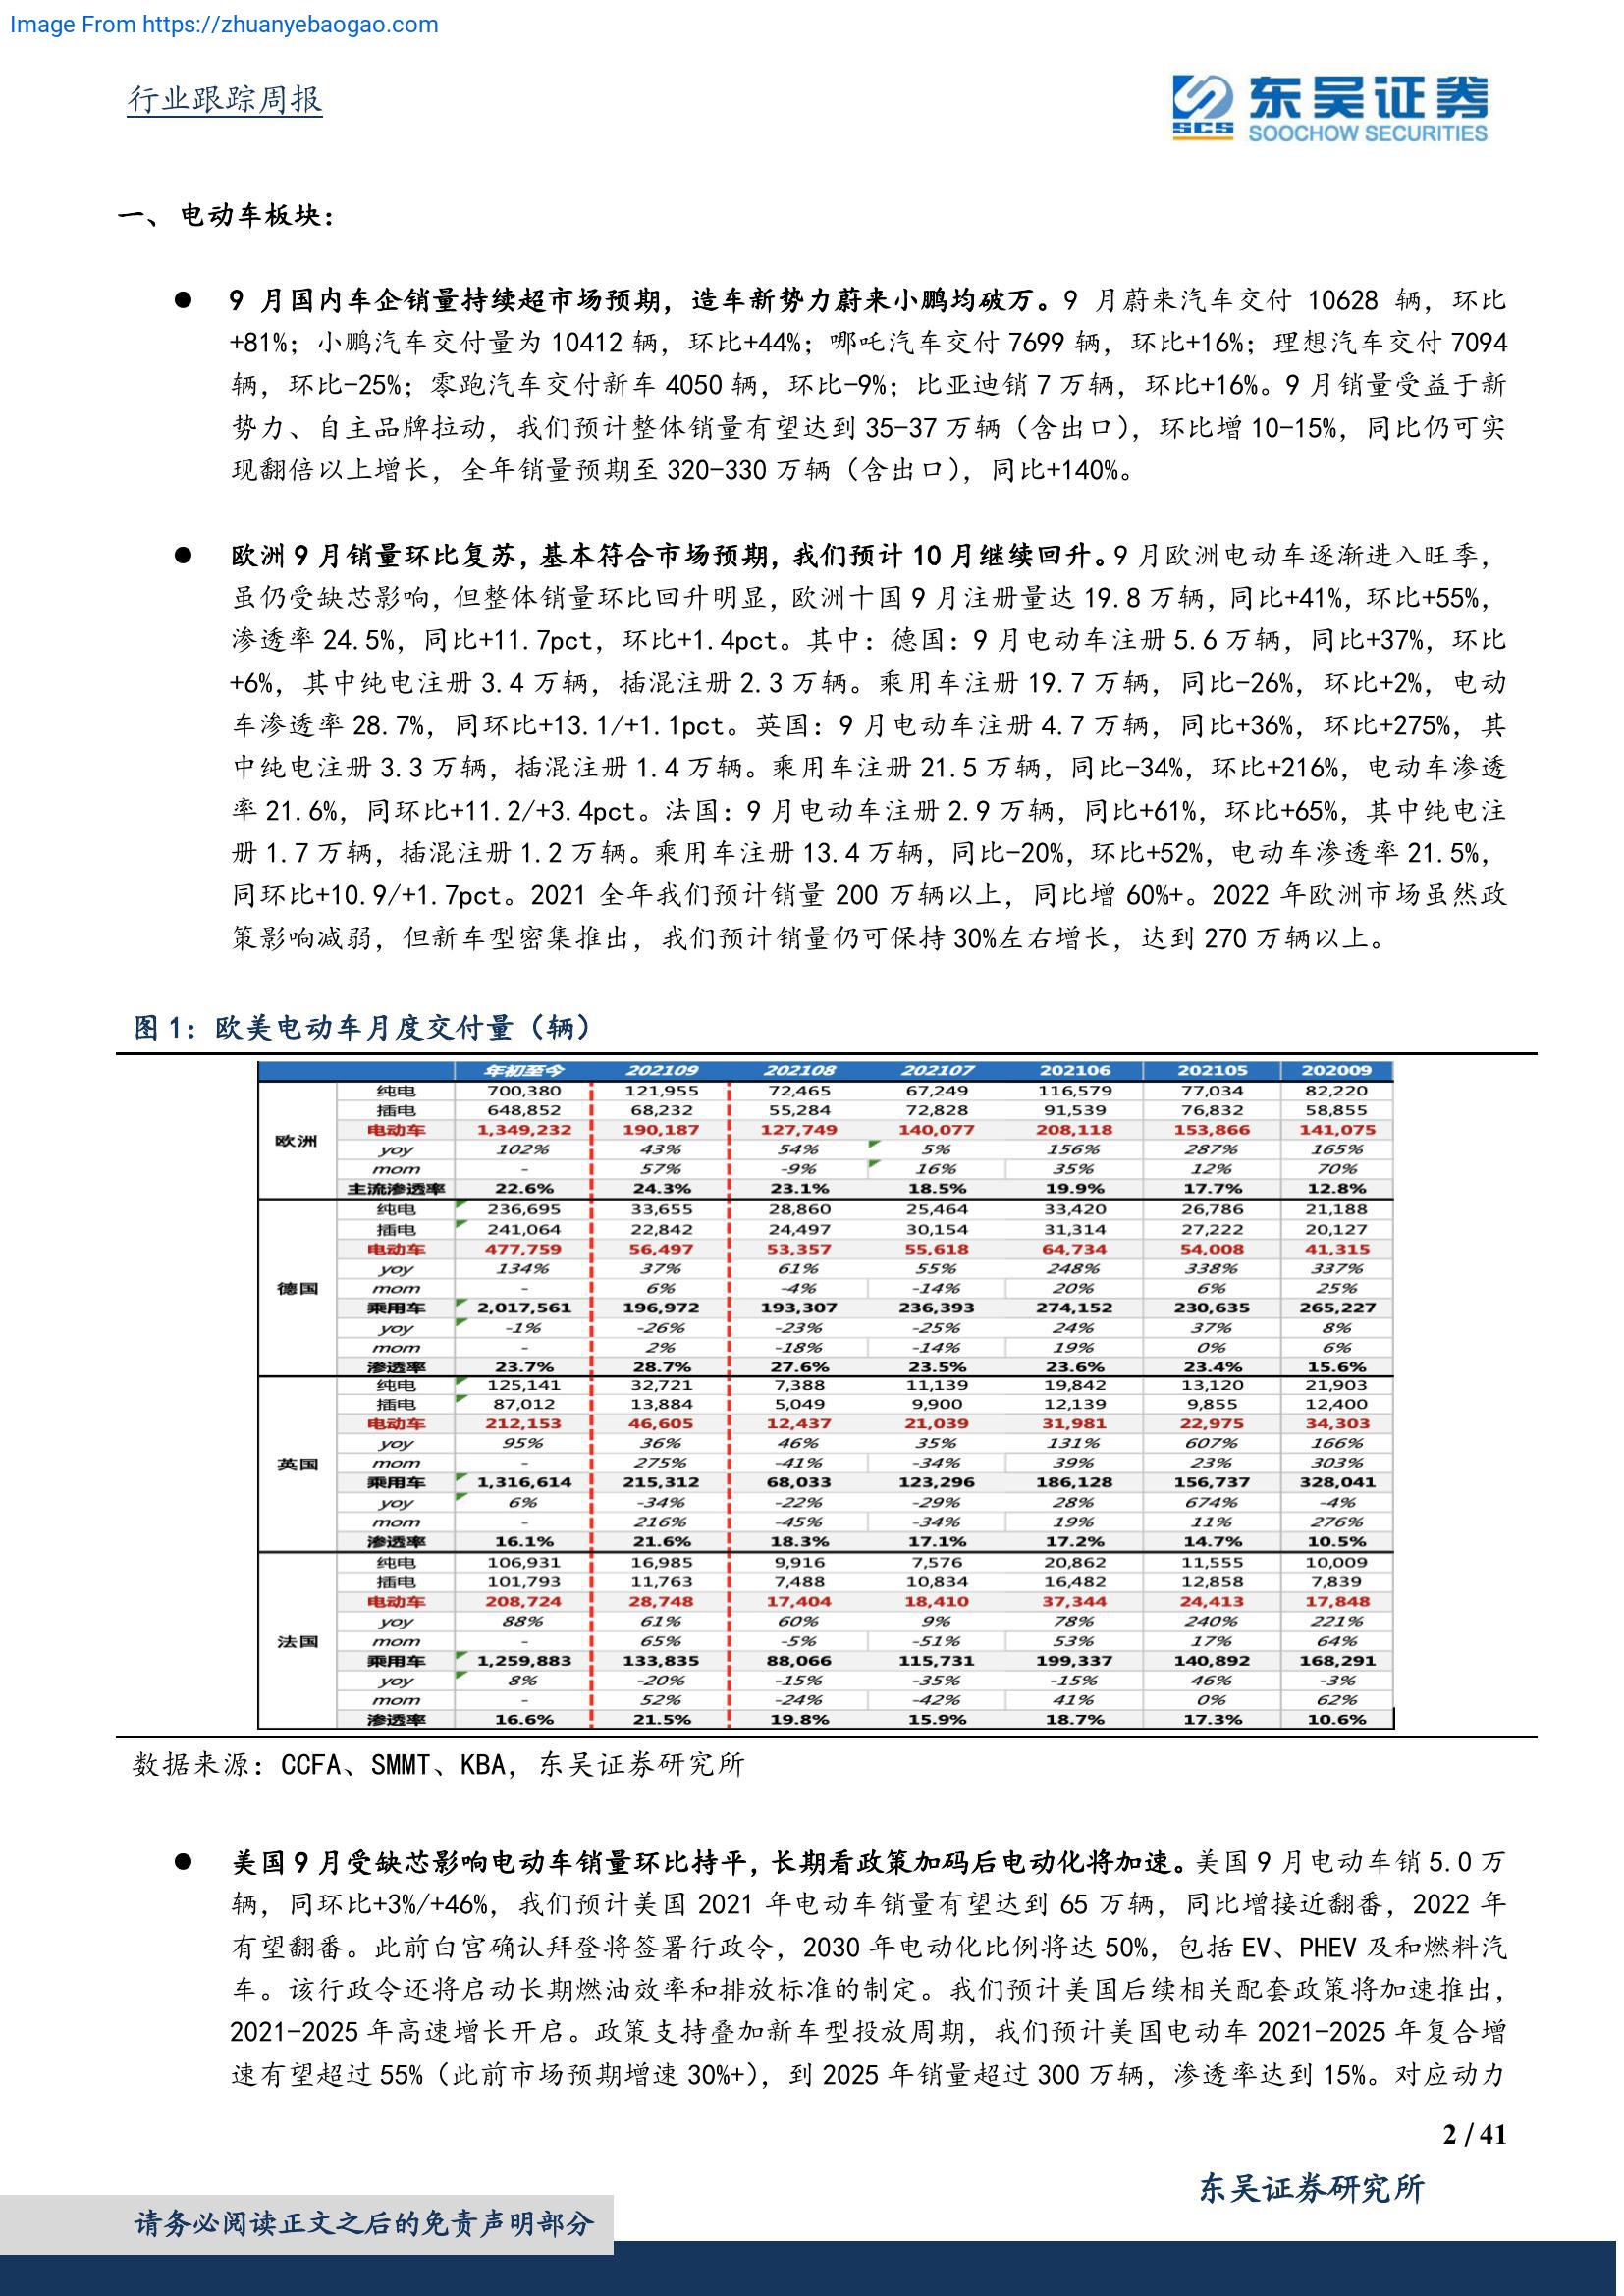 Image From https://zhuanyebaogao.com
行业跟踪周报
东吴证券
SCS
SOOCHOW SECURITIES
一、 电动车板块：
● 9 月国内车企销量持续超市场预期，造车新势力蔚来小鹏均破万。9 月蔚来汽车交付 10628 辆，环比
+81%；小鹏汽车交付量为 10412 辆，环比+44%；哪吒汽车交付 7699 辆，环比+16%；理想汽车交付 7094
辆，环比-25%；零跑汽车交付新车 4050 辆，环比-9%；比亚迪销 7 万辆，环比+16%。9 月销量受益于新
势力、自主品牌拉动，我们预计整体销量有望达到 35-37 万辆（含出口），环比增 10-15%，同比仍可实
现翻倍以上增长，全年销量预期至 320-330 万辆（含出口），同比+140%。
● 欧洲 9 月销量环比复苏，基本符合市场预期，我们预计 10 月继续回升。9 月欧洲电动车逐渐进入旺季，
虽仍受缺芯影响，但整体销量环比回升明显，欧洲十国 9 月注册量达 19.8 万辆，同比+41%，环比+55%，
渗透率 24.5%，同比+11.7pct，环比+1.4pct。其中：德国：9 月电动车注册 5.6 万辆，同比+37%，环比
+6%，其中纯电注册 3.4 万辆，插混注册 2.3 万辆。乘用车注册 19.7 万辆，同比-26%，环比+2%，电动
车渗透率 28.7%，同环比+13.1/+1.1pct。英国：9 月电动车注册 4.7 万辆，同比+36%，环比+275%，其
中纯电注册 3.3 万辆，插混注册 1.4 万辆。乘用车注册 21.5 万辆，同比-34%，环比+216%，电动车渗透
率 21.6%，同环比+11.2/+3.4pct。法国：9 月电动车注册 2.9 万辆，同比+61%，环比+65%，其中纯电注
册 1.7 万辆，插混注册 1.2 万辆。乘用车注册 13.4 万辆，同比-20%，环比+52%，电动车渗透率 21.5%，
同环比+10.9/+1.7pct。2021 全年我们预计销量 200 万辆以上，同比增 60%+。2022 年欧洲市场虽然政
策影响减弱，但新车型密集推出，我们预计销量仍可保持 30%左右增长，达到 270 万辆以上。
图 1：欧美电动车月度交付量（辆）
年初至今 202109 202108 202107 202106 202105 202009
欧洲
纯电 700,380 121,955 72,465 67,249 116,579 77,034 82,220
插电 648,852 68,232 55,284 72,828 91,539 76,832 58,855
电动车 1,349,232 190,187 127,749 140,077 208,118 153,866 141,075
yoy 102% 43% 54% 5% 156% 287% 165%
mom - 57% -9% 16% 35% 12% 70%
主流渗透率 22.6% 24.3% 23.1% 18.5% 19.9% 17.7% 12.8%
德国
纯电 236,695 33,655 28,860 25,464 33,420 26,786 21,188
插电 241,064 22,842 24,497 30,154 31,314 27,222 20,127
电动车 477,759 56,497 53,357 55,618 64,734 54,008 41,315
yoy 134% 37% 61% 55% 248% 338% 337%
mom - 6% -4% -14% 20% 6% 25%
乘用车 2,017,561 196,972 193,307 236,393 274,152 230,635 265,227
yoy -1% -26% -23% -25% 24% 37% 8%
mom - 2% -18% -14% 19% 0% 6%
渗透率 23.7% 28.7% 27.6% 23.5% 23.6% 23.4% 15.6%
英国
纯电 125,141 32,721 7,388 11,139 19,842 13,120 21,903
插电 87,012 13,884 5,049 9,900 12,139 9,855 12,400
电动车 212,153 46,605 12,437 21,039 31,981 22,975 34,303
yoy 95% 36% 46% 35% 131% 607% 166%
mom - 275% -41% -34% 39% 23% 303%
乘用车 1,316,614 215,312 68,033 123,296 186,128 156,737 328,041
yoy 6% -34% -22% -29% 28% 674% -4%
mom - 216% -45% -34% 19% 11% 276%
渗透率 16.1% 21.6% 18.3% 17.1% 17.2% 14.7% 10.5%
法国
纯电 106,931 16,985 9,916 7,576 20,862 11,555 10,009
插电 101,793 11,763 7,488 10,834 16,482 12,858 7,839
电动车 208,724 28,748 17,404 18,410 37,344 24,413 17,848
yoy 88% 61% 60% 9% 78% 240% 221%
mom - 65% -5% -51% 53% 17% 64%
乘用车 1,259,883 133,835 88,066 115,731 199,337 140,892 168,291
yoy 8% -20% -15% -35% -15% 46% -3%
mom - 52% -24% -42% 41% 0% 62%
渗透率 16.6% 21.5% 19.8% 15.9% 18.7% 17.3% 10.6%
数据来源：CCFA、SMMT、KBA，东吴证券研究所
● 美国 9 月受缺芯影响电动车销量环比持平，长期看政策加码后电动化将加速。美国 9 月电动车销 5.0 万
辆，同环比+3%/+46%，我们预计美国 2021 年电动车销量有望达到 65 万辆，同比增接近翻番，2022 年
有望翻番。此前白宫确认拜登将签署行政令，2030 年电动化比例将达 50%，包括 EV、PHEV 及和燃料汽
车。该行政令还将启动长期燃油效率和排放标准的制定。我们预计美国后续相关配套政策将加速推出，
2021-2025 年高速增长开启。政策支持叠加新车型投放周期，我们预计美国电动车 2021-2025 年复合增
速有望超过 55%（此前市场预期增速 30%+），到 2025 年销量超过 300 万辆，渗透率达到 15%。对应动力
2 / 41
东吴证券研究所
请务必阅读正文之后的免责声明部分